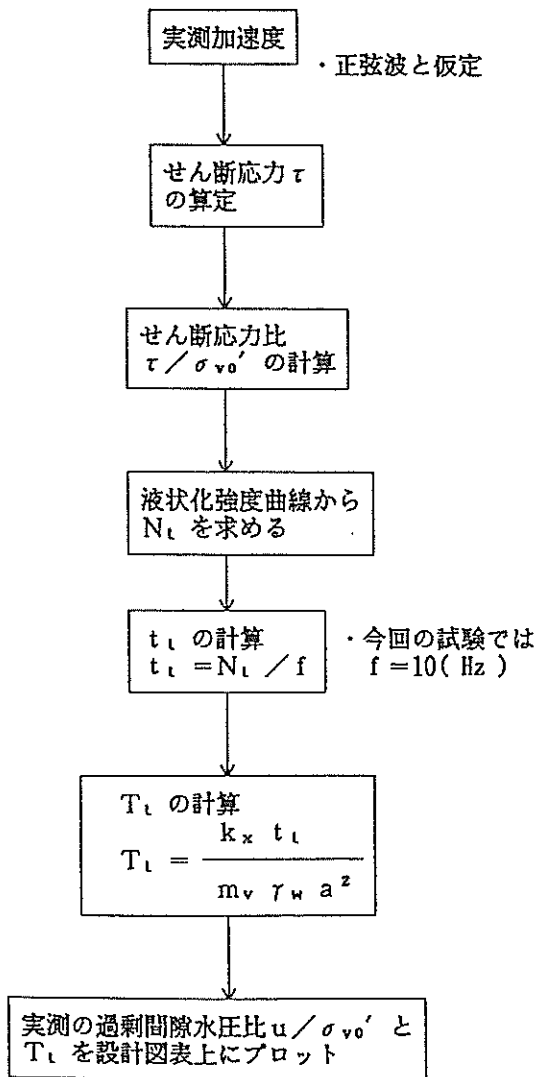 実測加速度
・正弦波と仮定
せん断応力τ
の算定
せん断応力比
τ／σv0′の計算
液状化強度曲線から
Nι を求める
tι の計算
tι＝Nι／f
・今回の試験では
f＝10( Hz )
Tι の計算
Tι ＝ kx tι / mv γw a²
実測の過剰間隙水圧比u／σv0′と
Tι を設計図表上にプロット